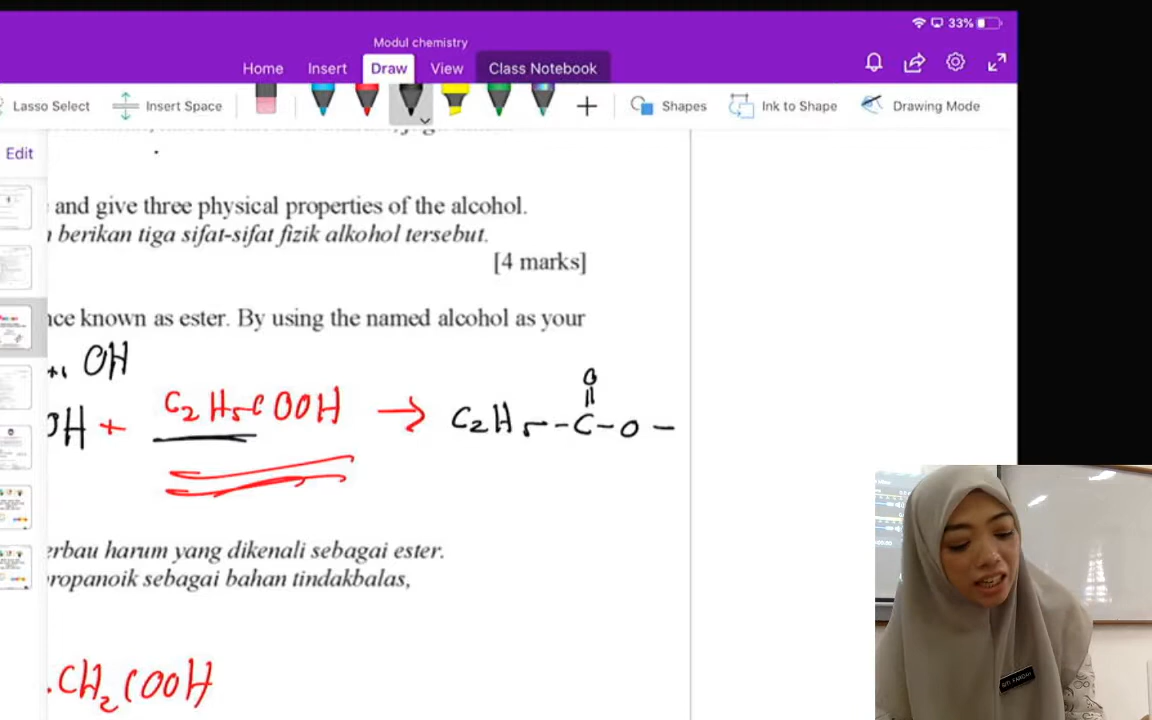 33%
Modul chemistry
Home Insert Draw View Class Notebook
Lasso Select Insert Space Shapes Ink to Shape Drawing Mode
Edit
and give three physical properties of the alcohol.
berikan tiga sifat-sifat fizik alkohol tersebut.
[4 marks]
nce known as ester. By using the named alcohol as your
OH
OH + C2H5COOH → C2H5-C-O-
O
erbau harum yang dikenali sebagai ester.
ropanoik sebagai bahan tindakbalas,
CH2COOH
SITI FARDAH